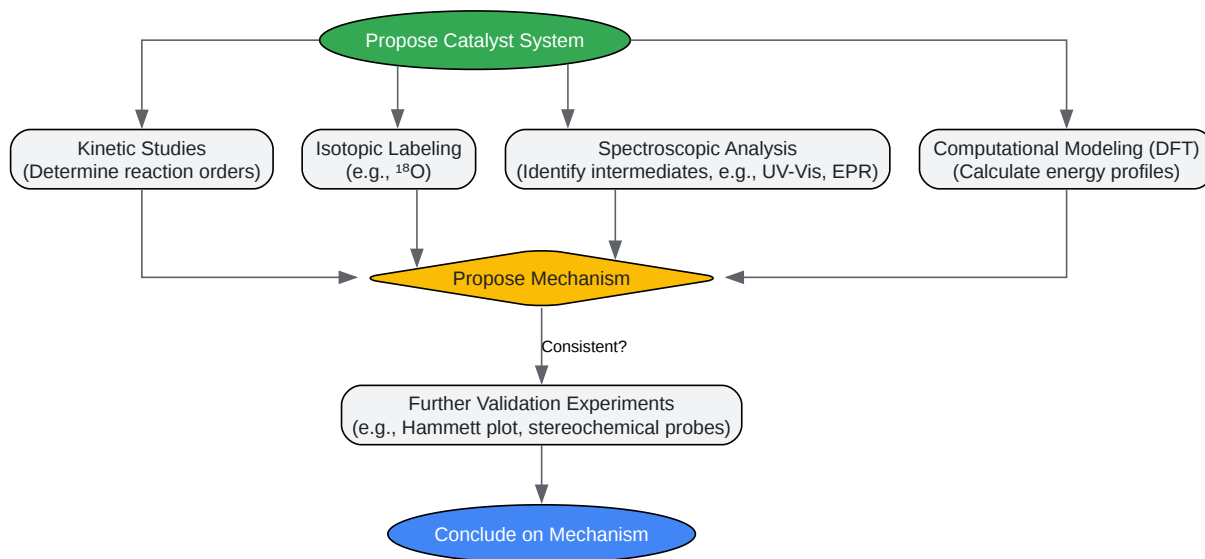 Propose Catalyst System
Kinetic Studies
(Determine reaction orders)
Isotopic Labeling
(e.g., ¹⁸O)
Spectroscopic Analysis
(Identify intermediates, e.g., UV-Vis, EPR)
Computational Modeling (DFT)
(Calculate energy profiles)
Propose Mechanism
Consistent?
Further Validation Experiments
(e.g., Hammett plot, stereochemical probes)
Conclude on Mechanism